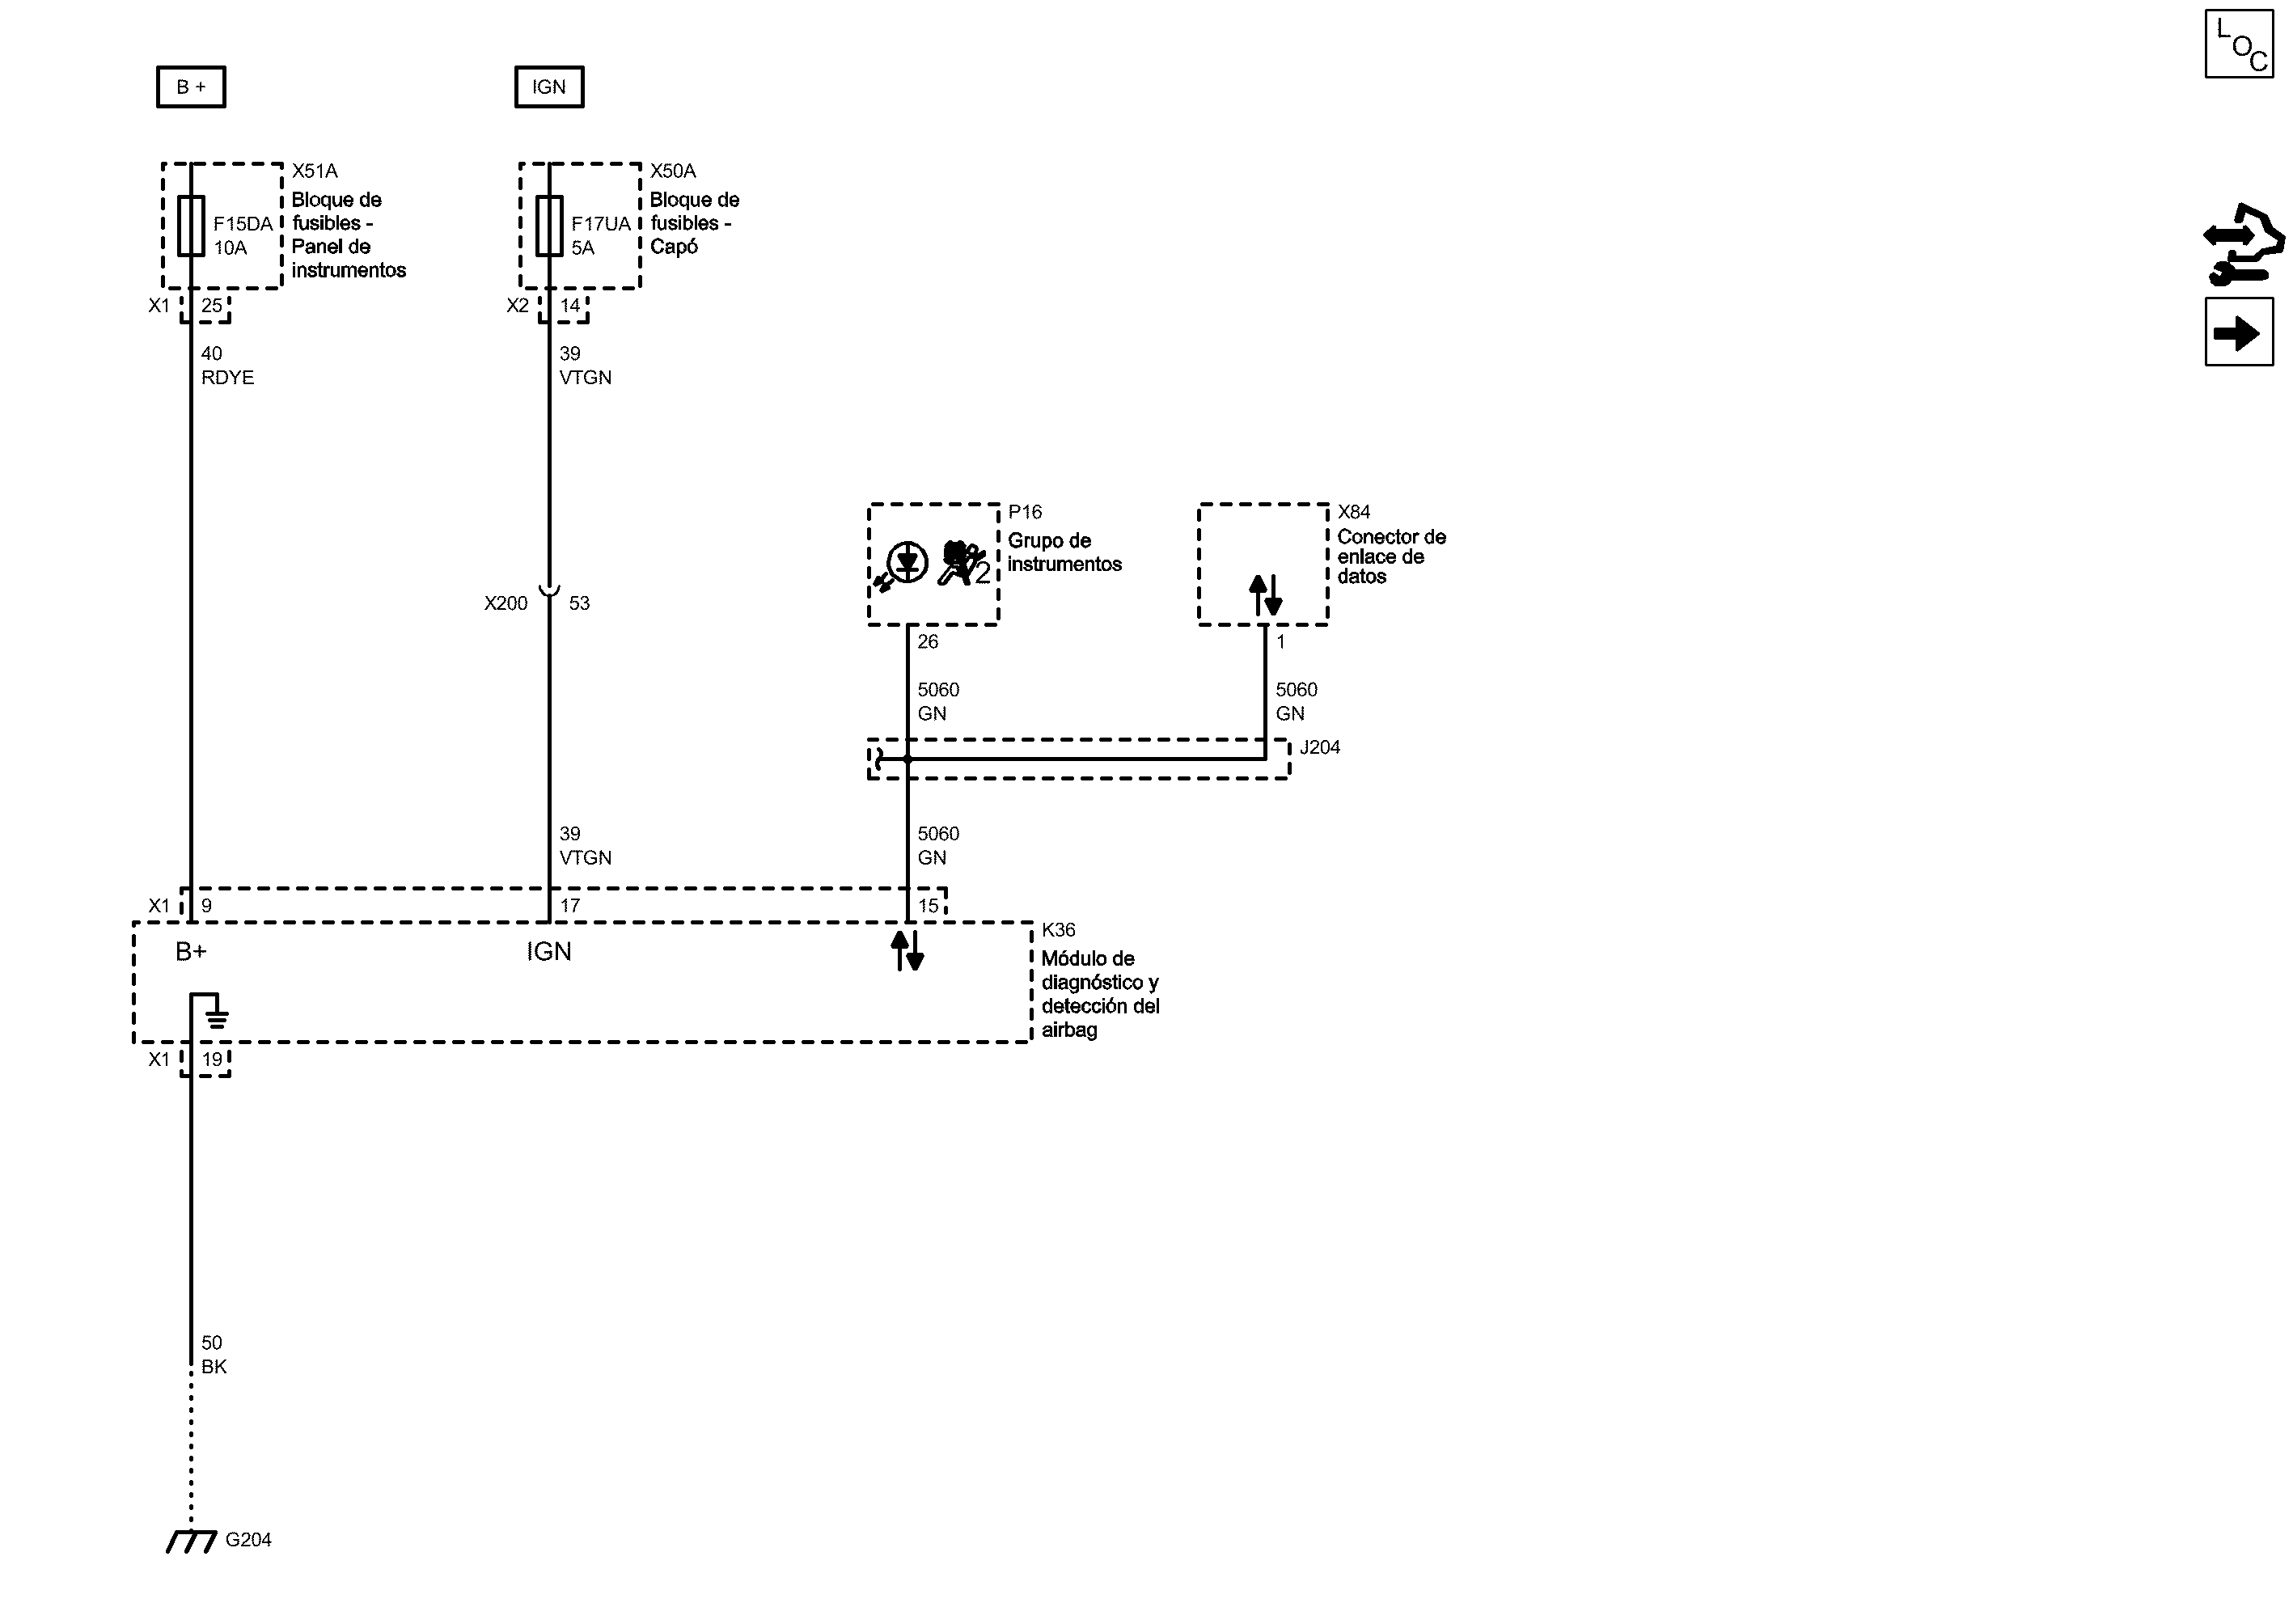 L
O
C
B +
IGN
X51A
Bloque de
fusibles -
Panel de
instrumentos
F15DA
10A
X50A
Bloque de
fusibles -
Capó
F17UA
5A
X1
25
X2
14
40
RDYE
39
VTGN
P16
Grupo de
instrumentos
2
X84
Conector de
enlace de
datos
X200
53
26
1
5060
GN
5060
GN
J204
39
VTGN
5060
GN
X1
9
17
15
K36
Módulo de
diagnóstico y
detección del
airbag
B+
IGN
X1
19
50
BK
G204